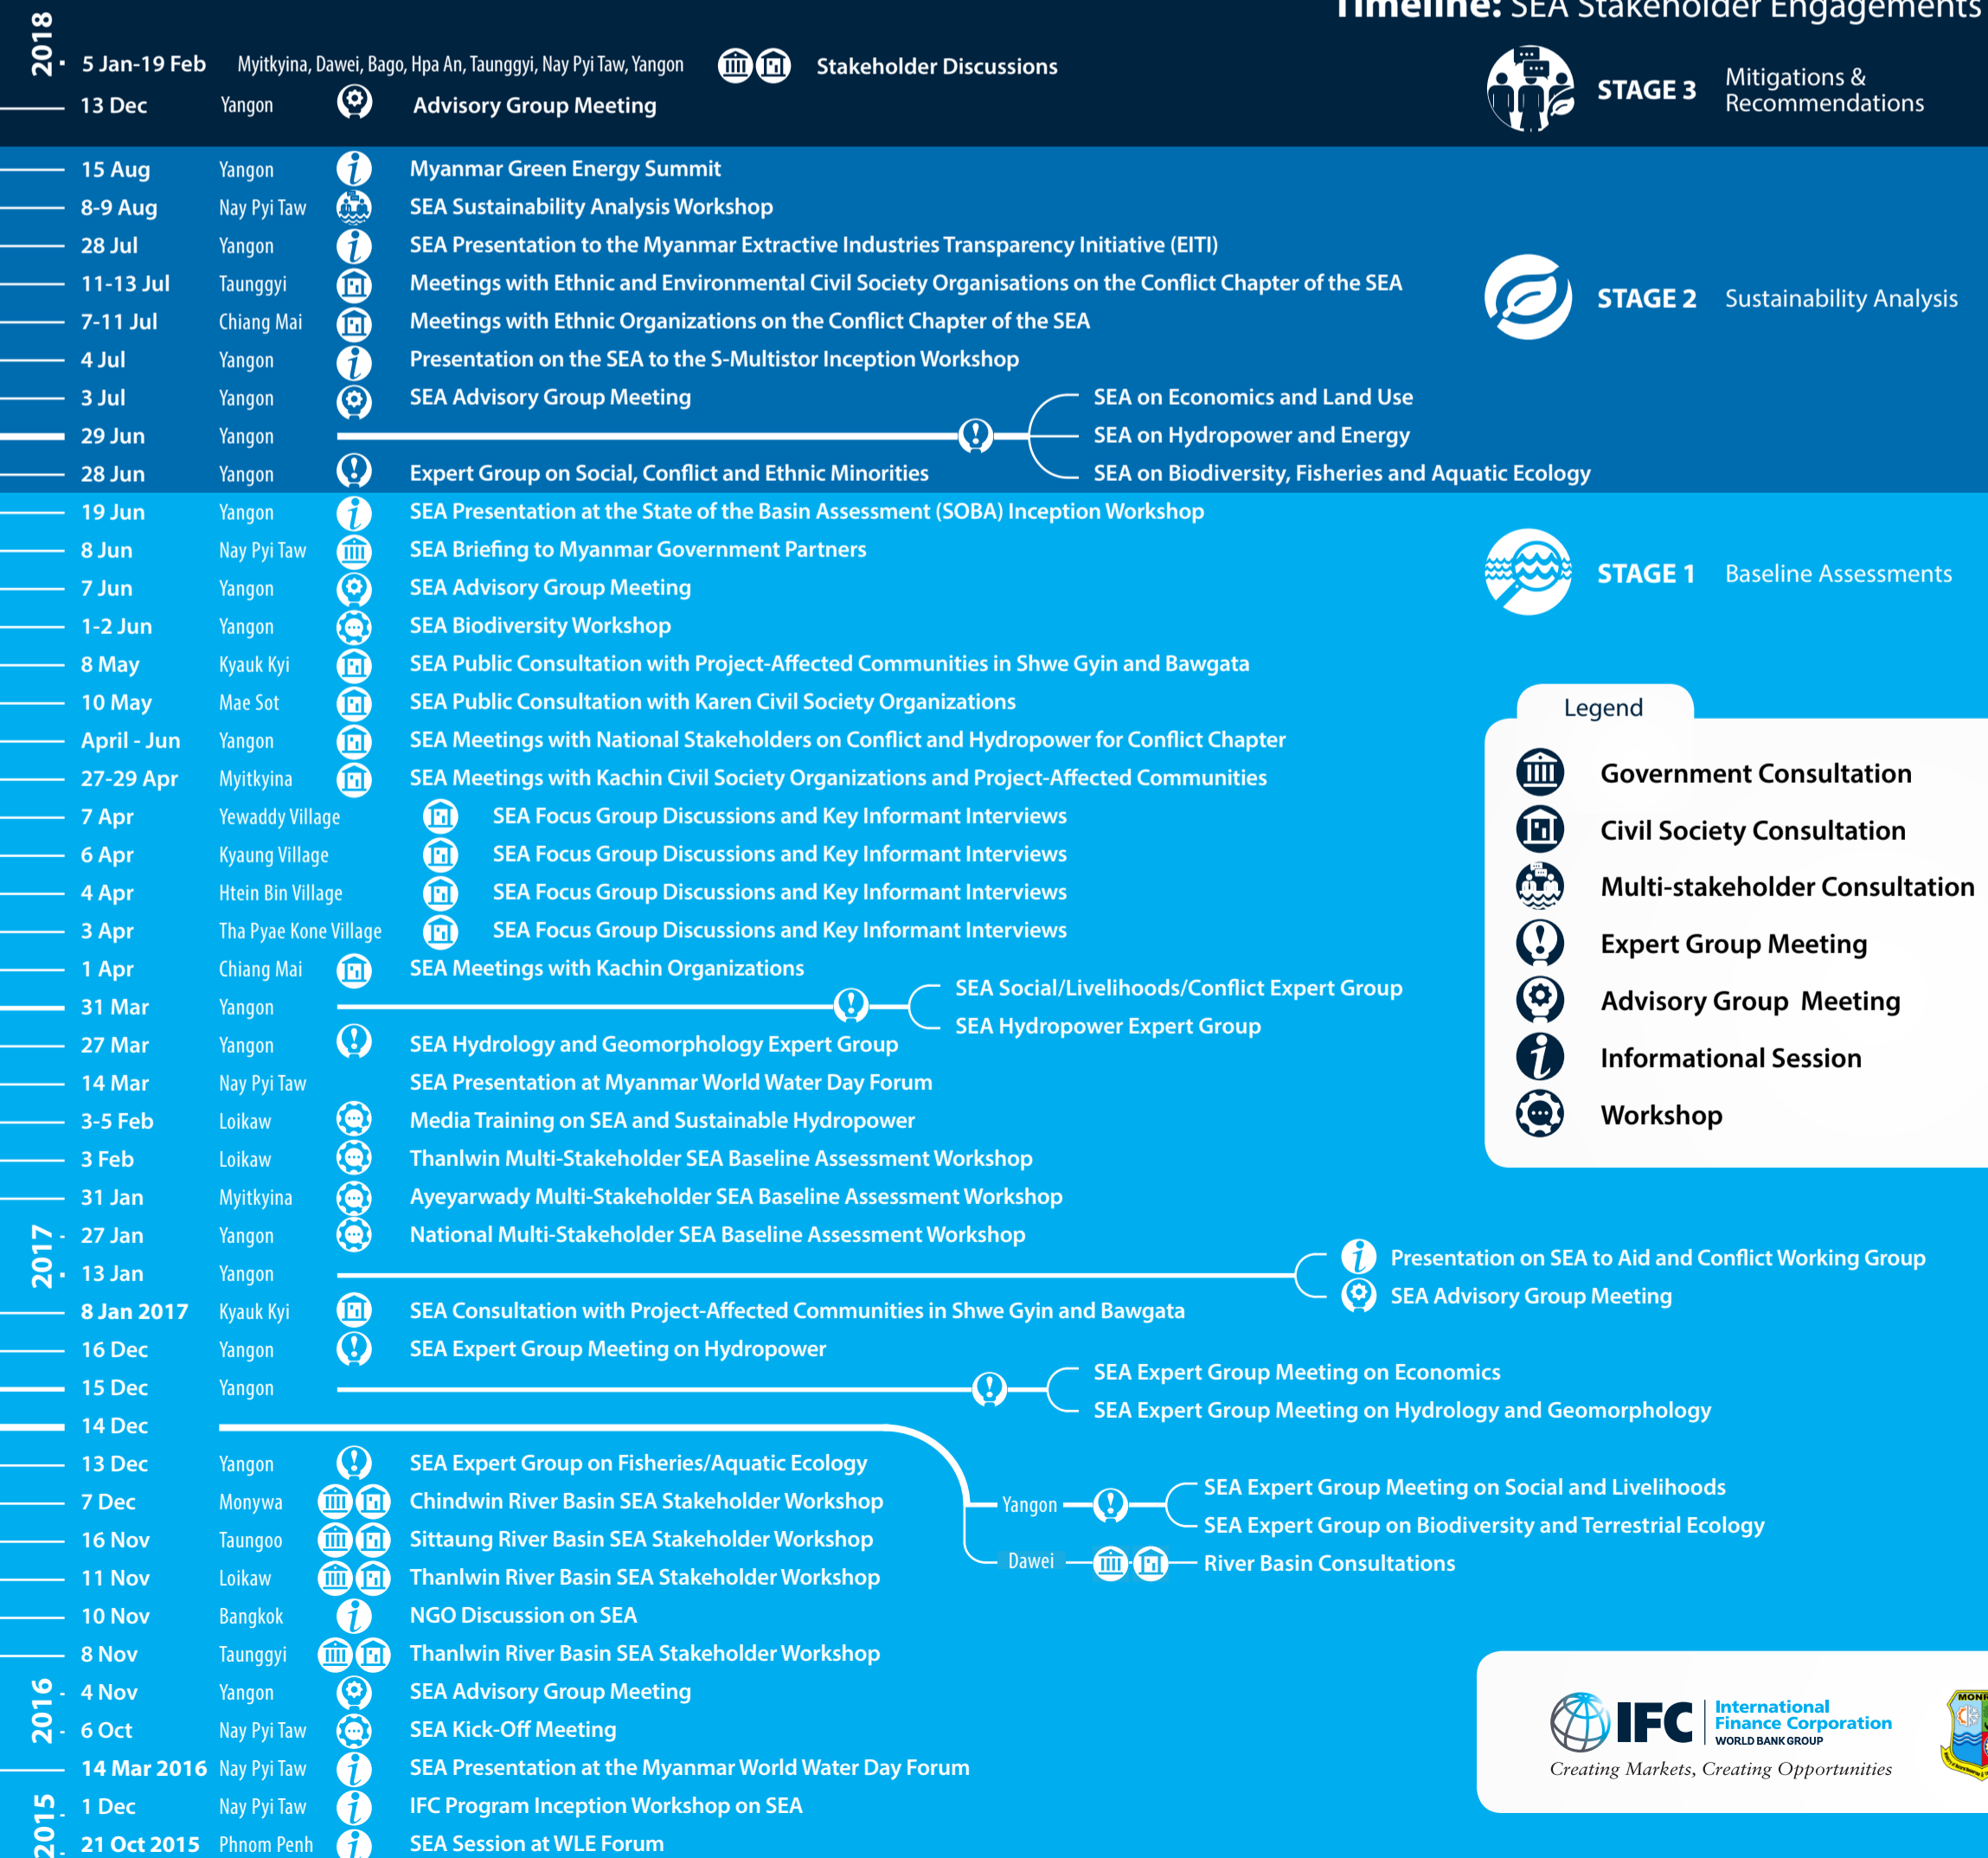 Timeline: SEA Stakeholder Engagements
2018
5 Jan-19 Feb Myitkyina, Dawei, Bago, Hpa An, Taunggyi, Nay Pyi Taw, Yangon Stakeholder Discussions
13 Dec Yangon Advisory Group Meeting
STAGE 3 Mitigations &
Recommendations
15 Aug Yangon Myanmar Green Energy Summit
8-9 Aug Nay Pyi Taw SEA Sustainability Analysis Workshop
28 Jul Yangon SEA Presentation to the Myanmar Extractive Industries Transparency Initiative (EITI)
11-13 Jul Taunggyi Meetings with Ethnic and Environmental Civil Society Organisations on the Conflict Chapter of the SEA
STAGE 2 Sustainability Analysis
7-11 Jul Chiang Mai Meetings with Ethnic Organizations on the Conflict Chapter of the SEA
4 Jul Yangon Presentation on the SEA to the S-Multistor Inception Workshop
3 Jul Yangon SEA Advisory Group Meeting
29 Jun Yangon
SEA on Economics and Land Use
SEA on Hydropower and Energy
SEA on Biodiversity, Fisheries and Aquatic Ecology
28 Jun Yangon Expert Group on Social, Conflict and Ethnic Minorities
19 Jun Yangon SEA Presentation at the State of the Basin Assessment (SOBA) Inception Workshop
8 Jun Nay Pyi Taw SEA Briefing to Myanmar Government Partners
STAGE 1 Baseline Assessments
7 Jun Yangon SEA Advisory Group Meeting
1-2 Jun Yangon SEA Biodiversity Workshop
8 May Kyauk Kyi SEA Public Consultation with Project-Affected Communities in Shwe Gyin and Bawgata
10 May Mae Sot SEA Public Consultation with Karen Civil Society Organizations
April - Jun Yangon SEA Meetings with National Stakeholders on Conflict and Hydropower for Conflict Chapter
27-29 Apr Myitkyina SEA Meetings with Kachin Civil Society Organizations and Project-Affected Communities
7 Apr Yewaddy Village SEA Focus Group Discussions and Key Informant Interviews
6 Apr Kyaung Village SEA Focus Group Discussions and Key Informant Interviews
4 Apr Htein Bin Village SEA Focus Group Discussions and Key Informant Interviews
3 Apr Tha Pyae Kone Village SEA Focus Group Discussions and Key Informant Interviews
1 Apr Chiang Mai SEA Meetings with Kachin Organizations
31 Mar Yangon
SEA Social/Livelihoods/Conflict Expert Group
SEA Hydropower Expert Group
27 Mar Yangon SEA Hydrology and Geomorphology Expert Group
14 Mar Nay Pyi Taw SEA Presentation at Myanmar World Water Day Forum
3-5 Feb Loikaw Media Training on SEA and Sustainable Hydropower
3 Feb Loikaw Thanlwin Multi-Stakeholder SEA Baseline Assessment Workshop
31 Jan Myitkyina Ayeyarwady Multi-Stakeholder SEA Baseline Assessment Workshop
2017
27 Jan Yangon National Multi-Stakeholder SEA Baseline Assessment Workshop
13 Jan Yangon
Presentation on SEA to Aid and Conflict Working Group
SEA Advisory Group Meeting
8 Jan 2017 Kyauk Kyi SEA Consultation with Project-Affected Communities in Shwe Gyin and Bawgata
16 Dec Yangon SEA Expert Group Meeting on Hydropower
15 Dec Yangon
SEA Expert Group Meeting on Economics
SEA Expert Group Meeting on Hydrology and Geomorphology
14 Dec
Yangon
SEA Expert Group Meeting on Social and Livelihoods
SEA Expert Group on Biodiversity and Terrestrial Ecology
Dawei River Basin Consultations
13 Dec Yangon SEA Expert Group on Fisheries/Aquatic Ecology
7 Dec Monywa Chindwin River Basin SEA Stakeholder Workshop
16 Nov Taungoo Sittaung River Basin SEA Stakeholder Workshop
11 Nov Loikaw Thanlwin River Basin SEA Stakeholder Workshop
10 Nov Bangkok NGO Discussion on SEA
8 Nov Taunggyi Thanlwin River Basin SEA Stakeholder Workshop
2016
4 Nov Yangon SEA Advisory Group Meeting
6 Oct Nay Pyi Taw SEA Kick-Off Meeting
14 Mar 2016 Nay Pyi Taw SEA Presentation at the Myanmar World Water Day Forum
2015
1 Dec Nay Pyi Taw IFC Program Inception Workshop on SEA
21 Oct 2015 Phnom Penh SEA Session at WLE Forum
Legend
Government Consultation
Civil Society Consultation
Multi-stakeholder Consultation
Expert Group Meeting
Advisory Group Meeting
Informational Session
Workshop
IFC
International
Finance Corporation
WORLD BANK GROUP
Creating Markets, Creating Opportunities